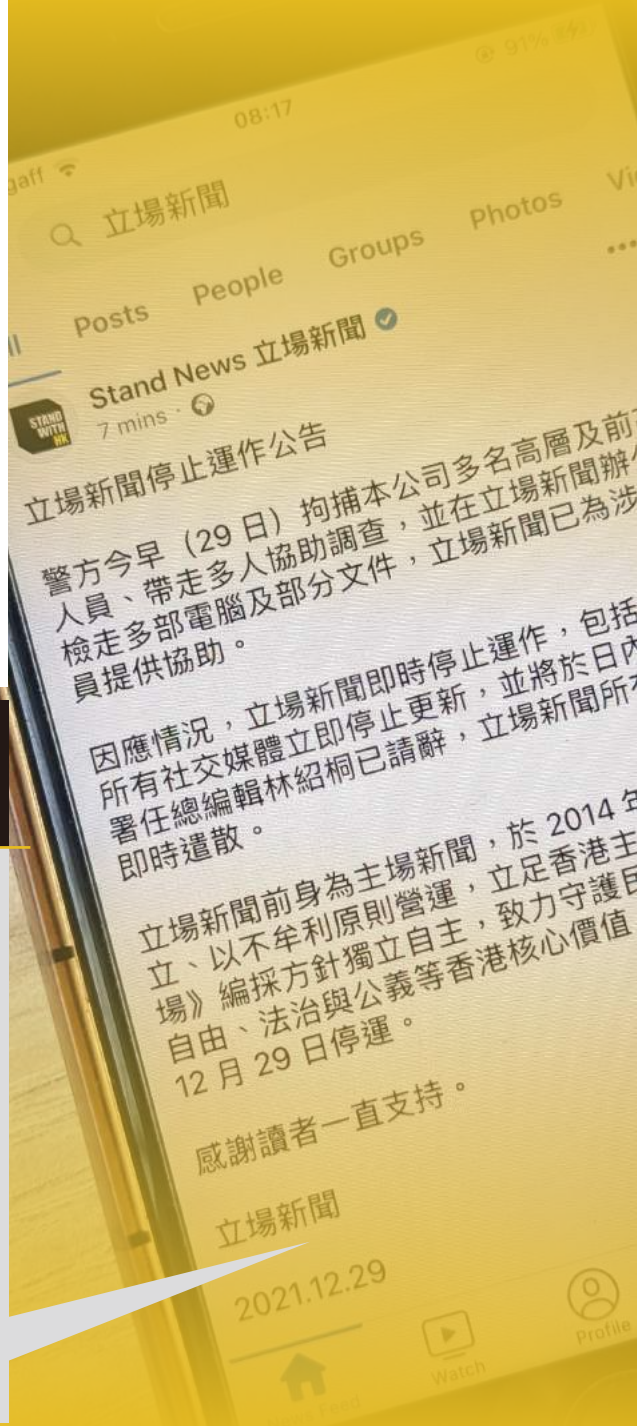 08:17
91%
立場新聞
Posts
People
Groups
Photos
Stand News 立場新聞
7 mins
STAND
WITH
HK
立場新聞停止運作公告
警方今早（29 日）拘捕本公司多名高層及前
人員、帶走多人協助調查，並在立場新聞辦
檢走多部電腦及部分文件，立場新聞已為涉
員提供協助。
因應情況，立場新聞即時停止運作，包括
所有社交媒體立即停止更新，並將於日內
署任總編輯林紹桐已請辭，立場新聞所
即時遣散。
立場新聞前身為主場新聞，於 2014 年
立、以不牟利原則營運，立足香港主
場》編採方針獨立自主，致力守護民
自由、法治與公義等香港核心價值
12 月 29 日停運。
感謝讀者一直支持。
立場新聞
2021.12.29
Watch
Profile